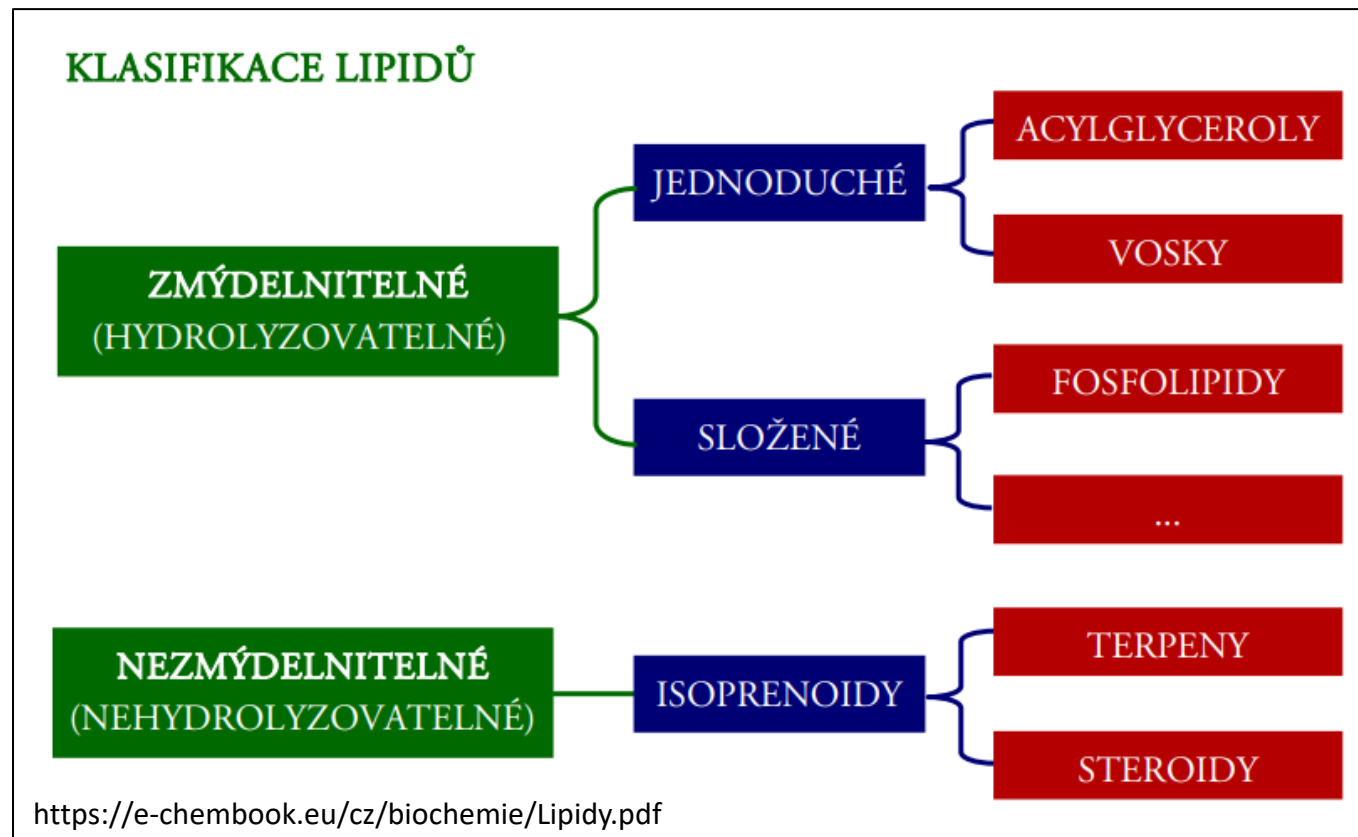 KLASIFIKACE LIPIDŮ
ZMÝDELNITELNÉ
(HYDROLYZOVATELNÉ)
JEDNODUCHÉ
ACYLGLYCEROLY
VOSKY
SLOŽENÉ
FOSFOLIPIDY
...
NEZMÝDELNITELNÉ
(NEHYDROLYZOVATELNÉ)
ISOPRENOIDY
TERPENY
STEROIDY
https://e-chembook.eu/cz/biochemie/Lipidy.pdf